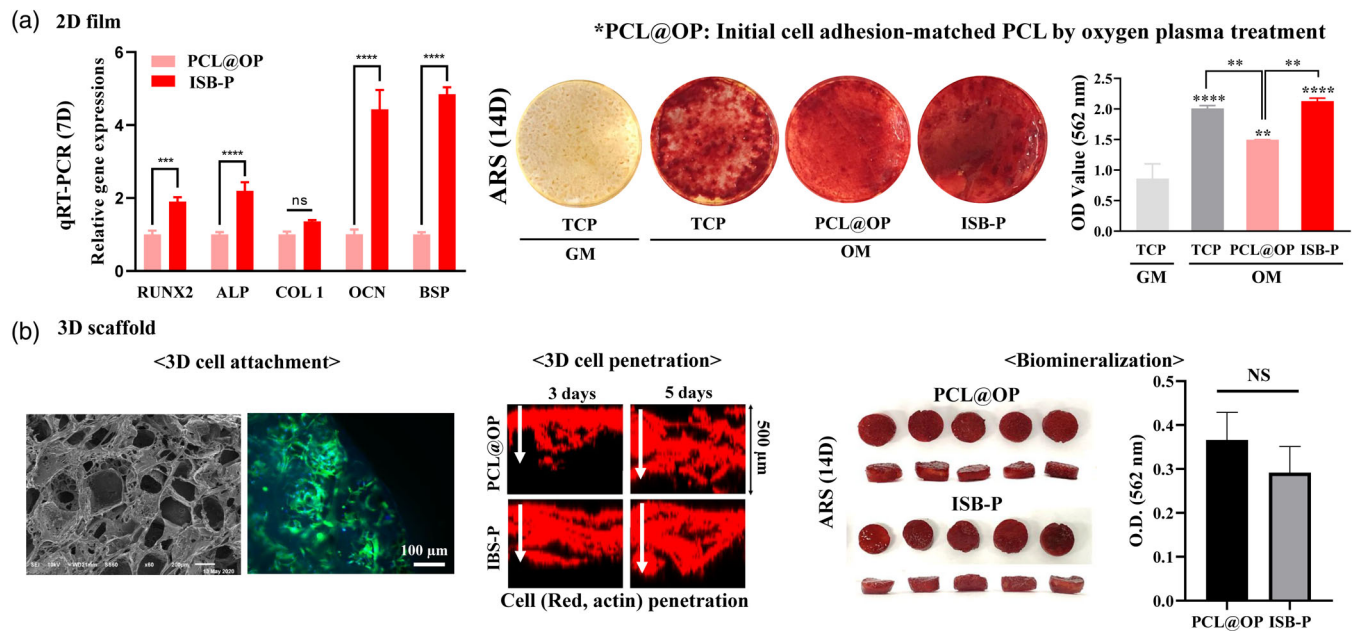 (a) 2D film
*PCL@OP: Initial cell adhesion-matched PCL by oxygen plasma treatment
qRT-PCR (7D)
Relative gene expressions
6
4
2
0
PCL@OP
ISB-P
***
****
ns
****
****
RUNX2 ALP COL 1 OCN BSP
ARS (14D)
TCP TCP PCL@OP ISB-P
GM OM
OD Value (562 nm)
2.5
2.0
1.5
1.0
0.5
0.0
** **
**** ** ****
TCP TCP PCL@OP ISB-P
GM OM
(b) 3D scaffold
<3D cell attachment>
100 µm
<3D cell penetration>
3 days 5 days
PCL@OP
IBS-P
500 µm
Cell (Red, actin) penetration
<Biomineralization>
ARS (14D)
PCL@OP
ISB-P
O.D. (562 nm)
0.5
0.4
0.3
0.2
0.1
0.0
NS
PCL@OP ISB-P